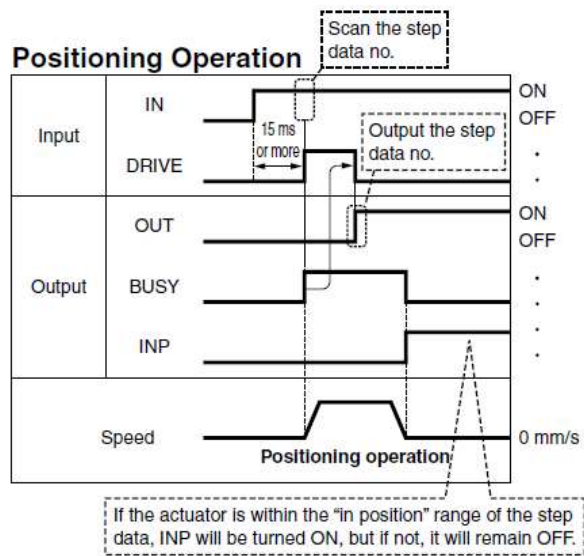 Positioning Operation
Scan the step
data no.
Input
IN
ON
OFF
15 ms
or more
Output the step
data no.
DRIVE
Output
OUT
ON
OFF
BUSY
INP
Speed
0 mm/s
Positioning operation
If the actuator is within the “in position” range of the step
data, INP will be turned ON, but if not, it will remain OFF.